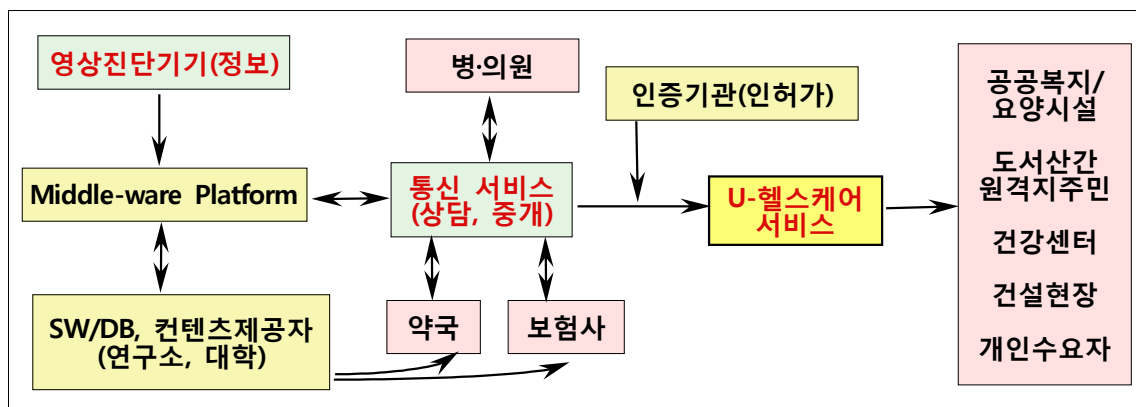 영상진단기기(정보)
병·의원
인증기관(인허가)
Middle-ware Platform
통신 서비스
(상담, 중개)
U-헬스케어
서비스
SW/DB, 컨텐츠제공자
(연구소, 대학)
약국
보험사
공공복지/
요양시설
도서산간
원격지주민
건강센터
건설현장
개인수요자